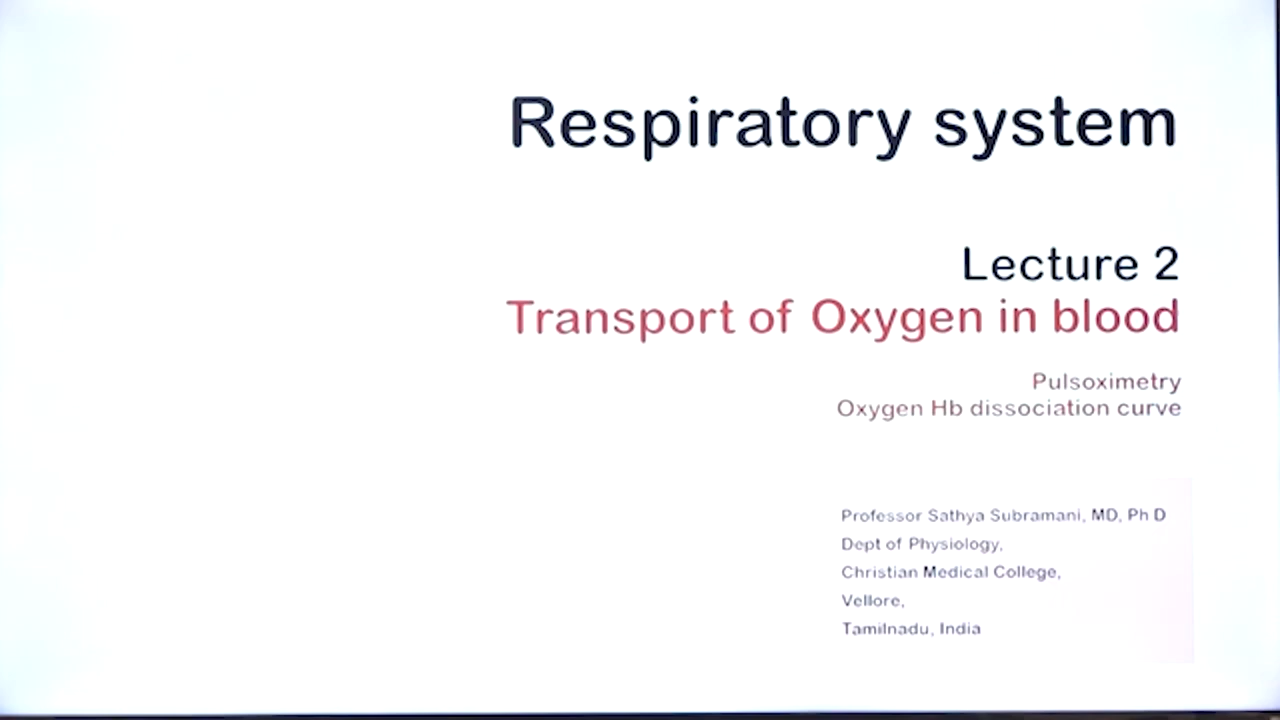 Respiratory system
Lecture 2
Transport of Oxygen in blood
Pulsoximetry
Oxygen Hb dissociation curve
Professor Sathya Subramani, MD, Ph D
Dept of Physiology,
Christian Medical College,
Vellore,
Tamilnadu, India